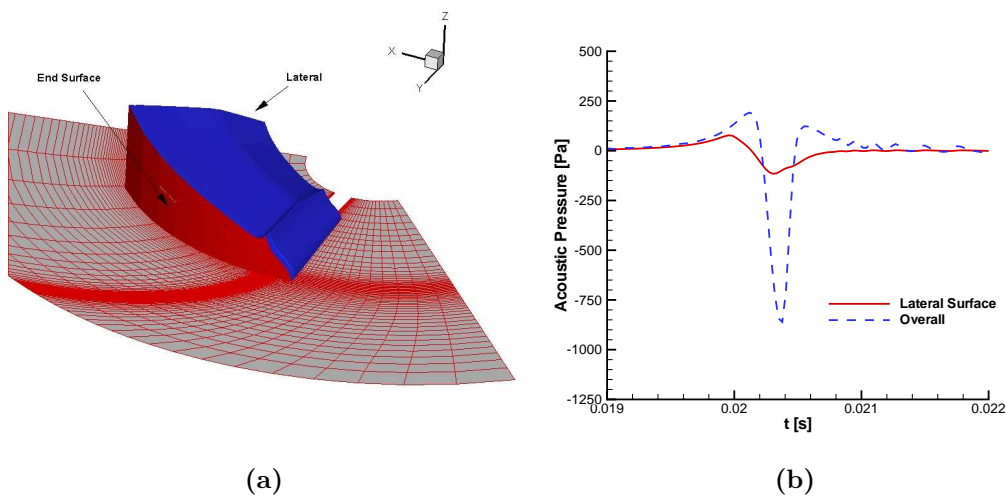 Z
X
Y
End Surface
Lateral
(a)
Acoustic Pressure [Pa]
500
250
0
-250
-500
-750
-1000
-1250
Lateral Surface
Overall
0.019
0.02
0.021
0.022
t [s]
(b)